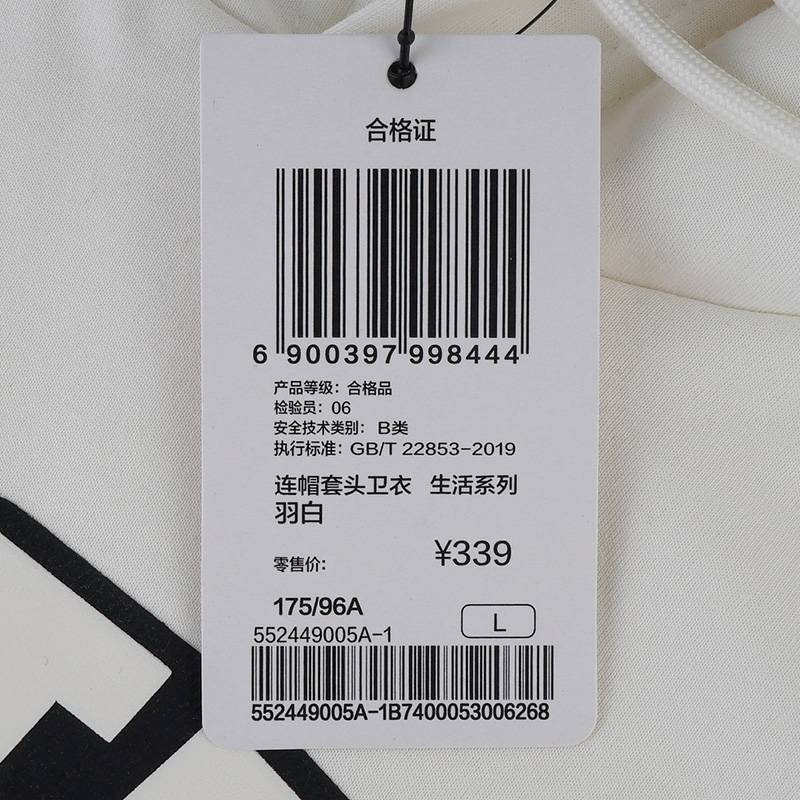 合格证
6 900397 998444
产品等级: 合格品
检验员: 06
安全技术类别: B类
执行标准: GB/T 22853-2019
连帽套头卫衣 生活系列
羽白
零售价: ¥339
175/96A
L
552449005A-1
552449005A-1B7400053006268